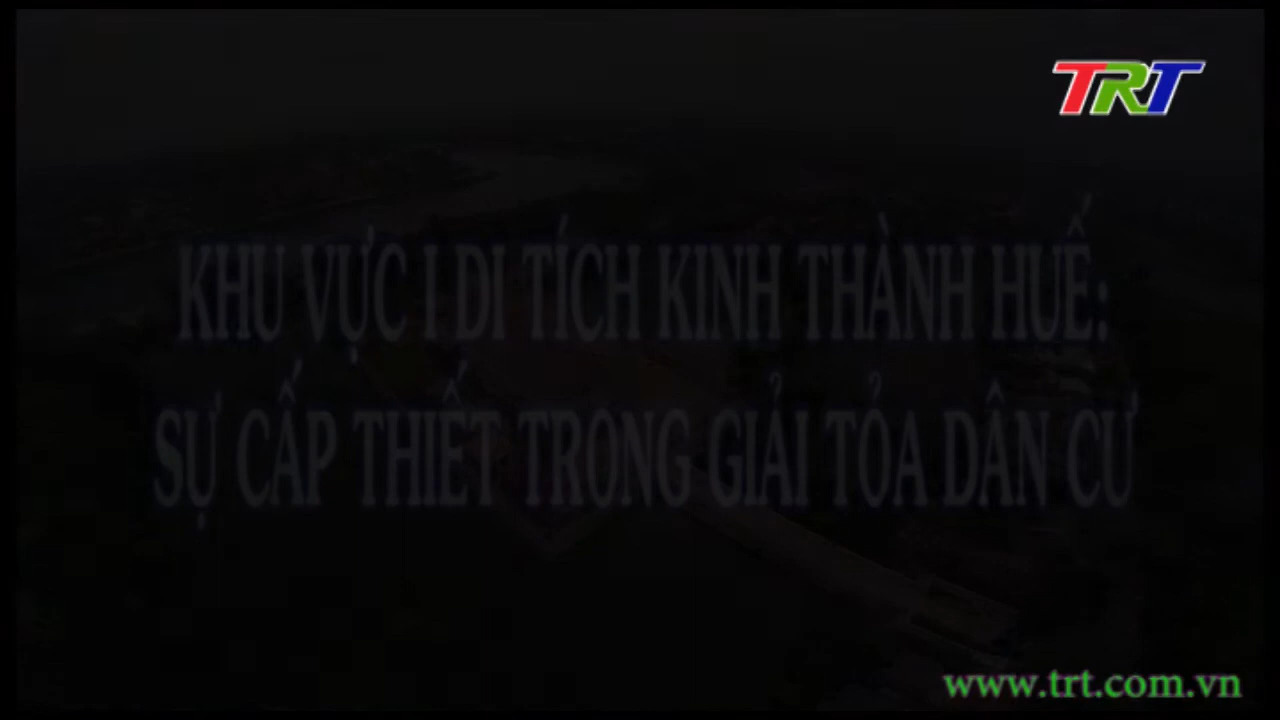 TRT
KHU VỰC I DI TÍCH KINH THÀNH HUẾ:
SỰ CẤP THIẾT TRONG GIẢI TỎA DÂN CƯ
www.trt.com.vn